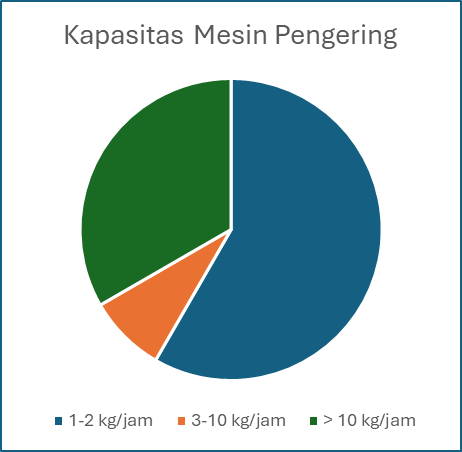 Kapasitas Mesin Pengering
1-2 kg/jam 3-10 kg/jam > 10 kg/jam